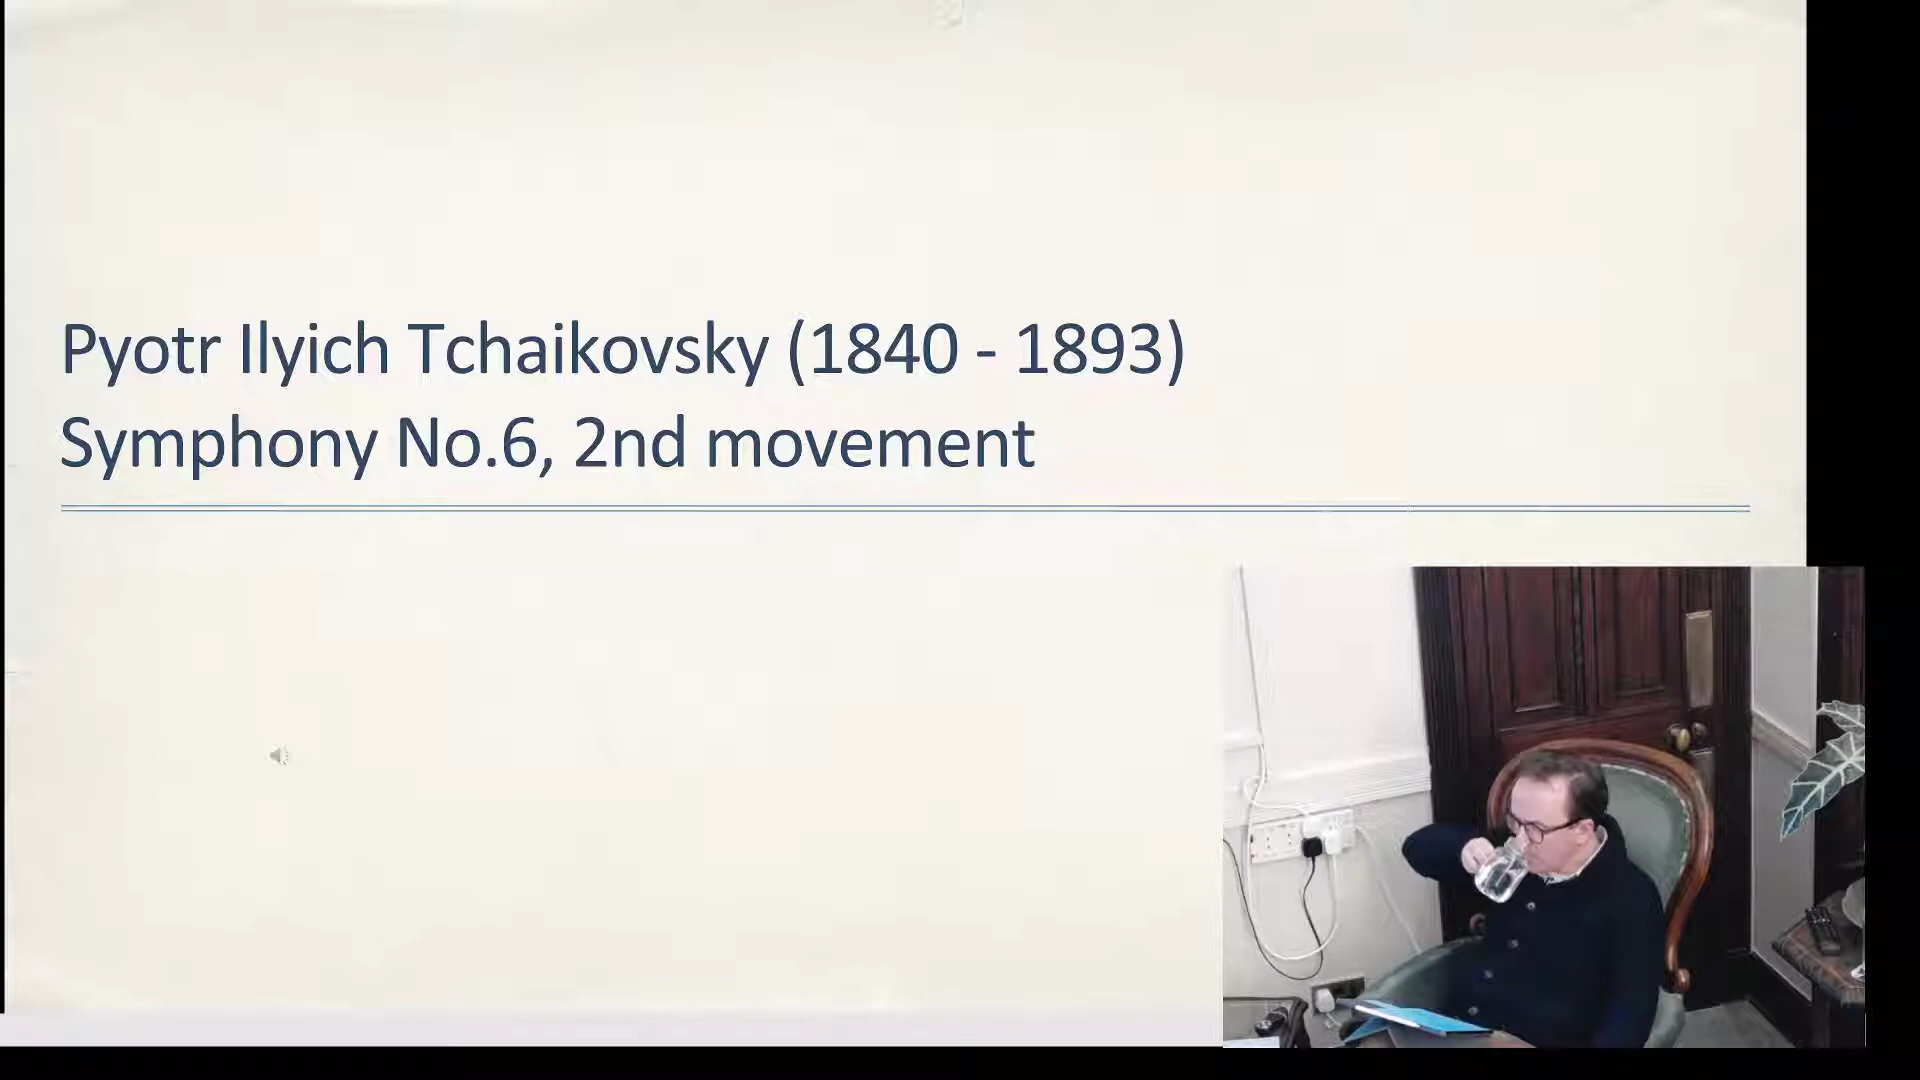 Pyotr Ilyich Tchaikovsky (1840 - 1893)
Symphony No.6, 2nd movement